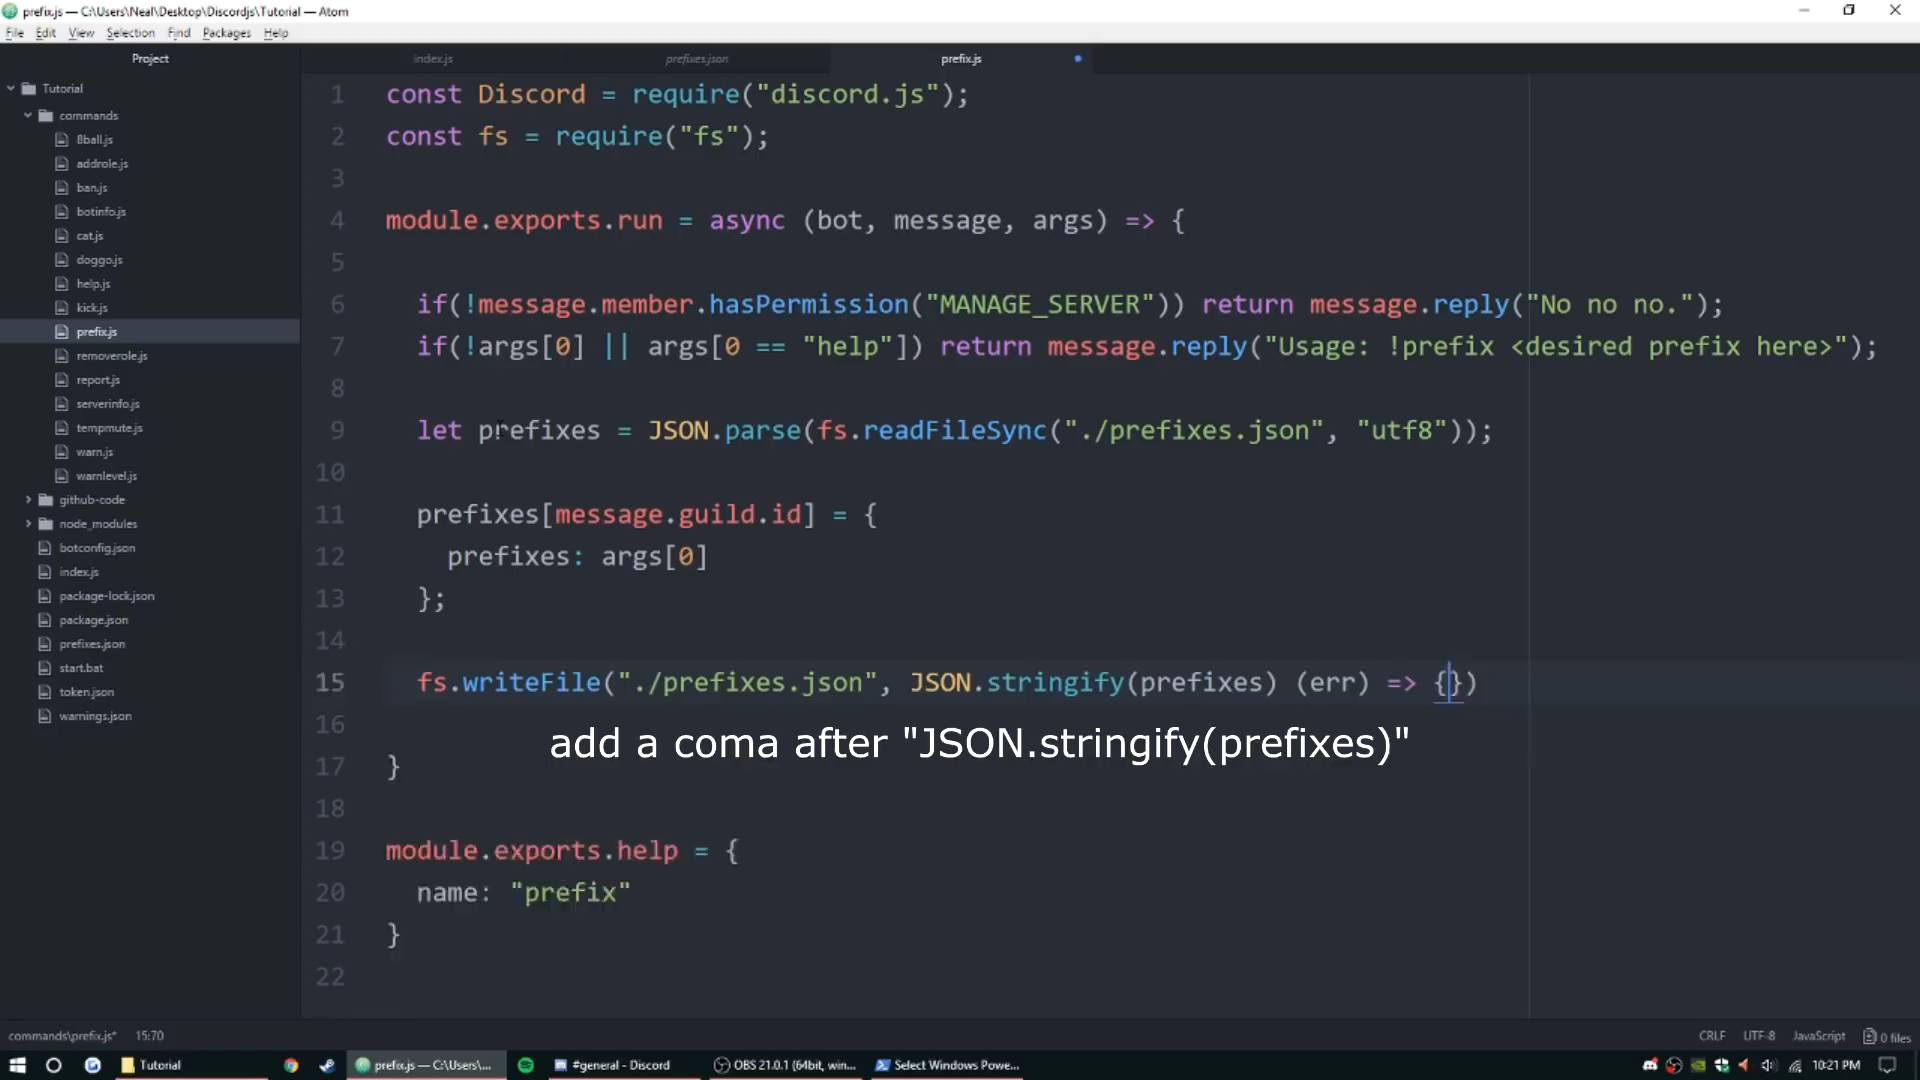 prefix.js — C:\Users\Neal\Desktop\Discordjs\Tutorial — Atom
File Edit View Selection Find Packages Help
Project
index.js
prefixes.json
prefix.js
Tutorial
commands
8ball.js
addrole.js
ban.js
botinfo.js
cat.js
doggo.js
help.js
kick.js
prefix.js
removerole.js
report.js
serverinfo.js
tempmute.js
warn.js
warnlevel.js
github-code
node_modules
botconfig.json
index.js
package-lock.json
package.json
prefixes.json
start.bat
token.json
warnings.json
1 const Discord = require("discord.js");
2 const fs = require("fs");
3
4 module.exports.run = async (bot, message, args) => {
5
6 if(!message.member.hasPermission("MANAGE_SERVER")) return message.reply("No no no.");
7 if(!args[0] || args[0 == "help"]) return message.reply("Usage: !prefix <desired prefix here>");
8
9 let prefixes = JSON.parse(fs.readFileSync("./prefixes.json", "utf8"));
10
11 prefixes[message.guild.id] = {
12 prefixes: args[0]
13 };
14
15 fs.writeFile("./prefixes.json", JSON.stringify(prefixes) (err) => {})
16
add a coma after "JSON.stringify(prefixes)"
17 }
18
19 module.exports.help = {
20 name: "prefix"
21 }
22
commands\prefix.js* 15:70
CRLF UTF-8 JavaScript 0 files
Tutorial
prefix.js — C:\Users\...
#general - Discord
OBS 21.0.1 (64bit, win...
Select Windows Powe...
10:21 PM